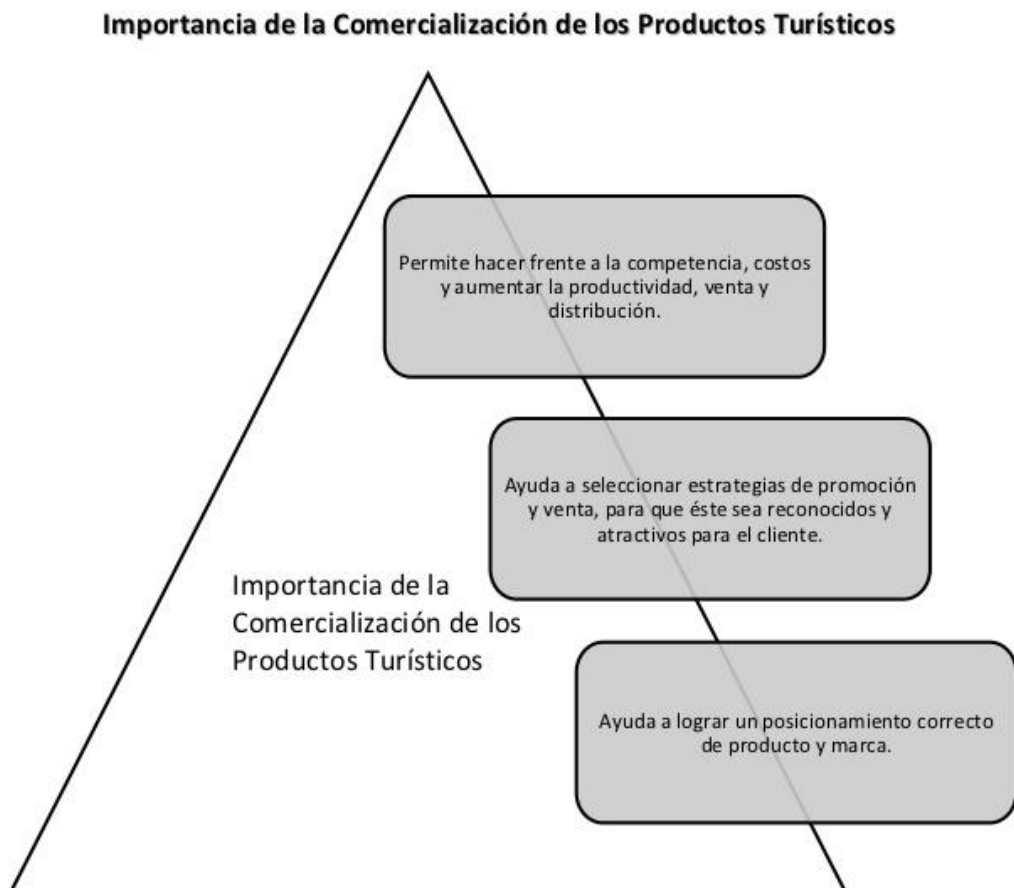 Importancia de la Comercialización de los Productos Turísticos
Permite hacer frente a la competencia, costos
y aumentar la productividad, venta y
distribución.
Ayuda a seleccionar estrategias de promoción
y venta, para que éste sea reconocidos y
atractivos para el cliente.
Importancia de la
Comercialización de los
Productos Turísticos
Ayuda a lograr un posicionamiento correcto
de producto y marca.